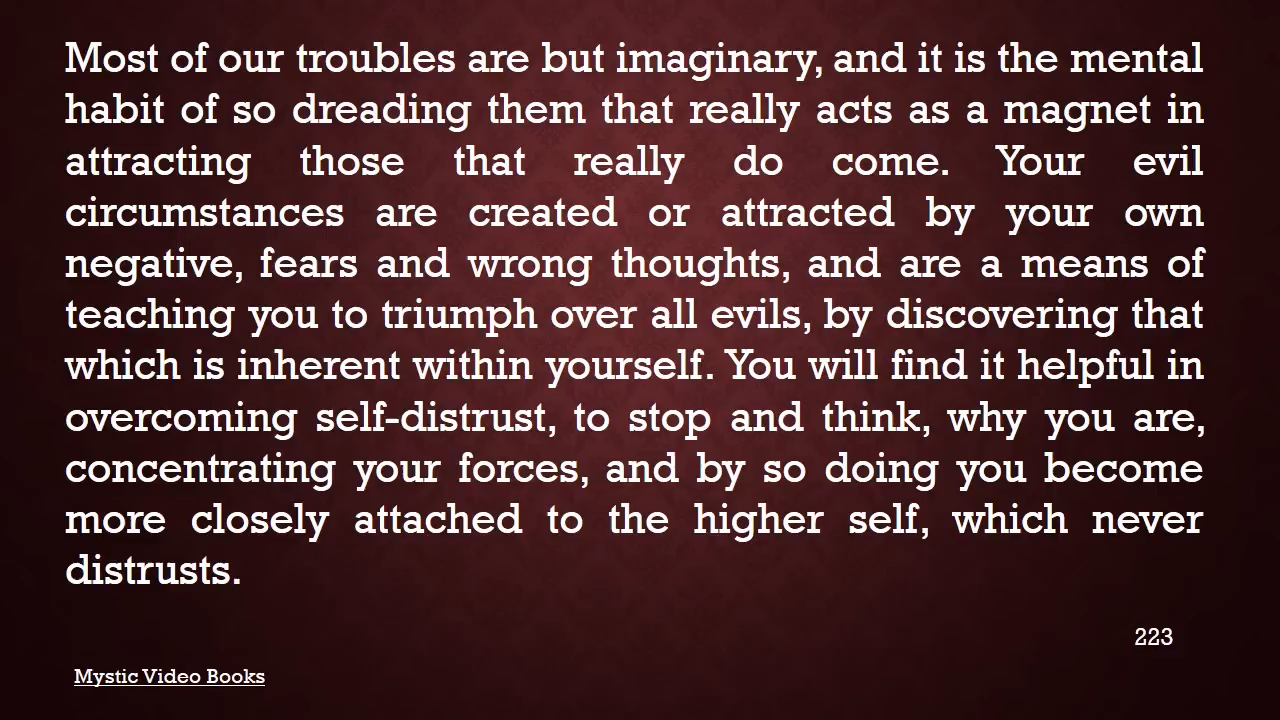 Most of our troubles are but imaginary, and it is the mental
habit of so dreading them that really acts as a magnet in
attracting those that really do come. Your evil
circumstances are created or attracted by your own
negative, fears and wrong thoughts, and are a means of
teaching you to triumph over all evils, by discovering that
which is inherent within yourself. You will find it helpful in
overcoming self-distrust, to stop and think, why you are,
concentrating your forces, and by so doing you become
more closely attached to the higher self, which never
distrusts.
223
Mystic Video Books